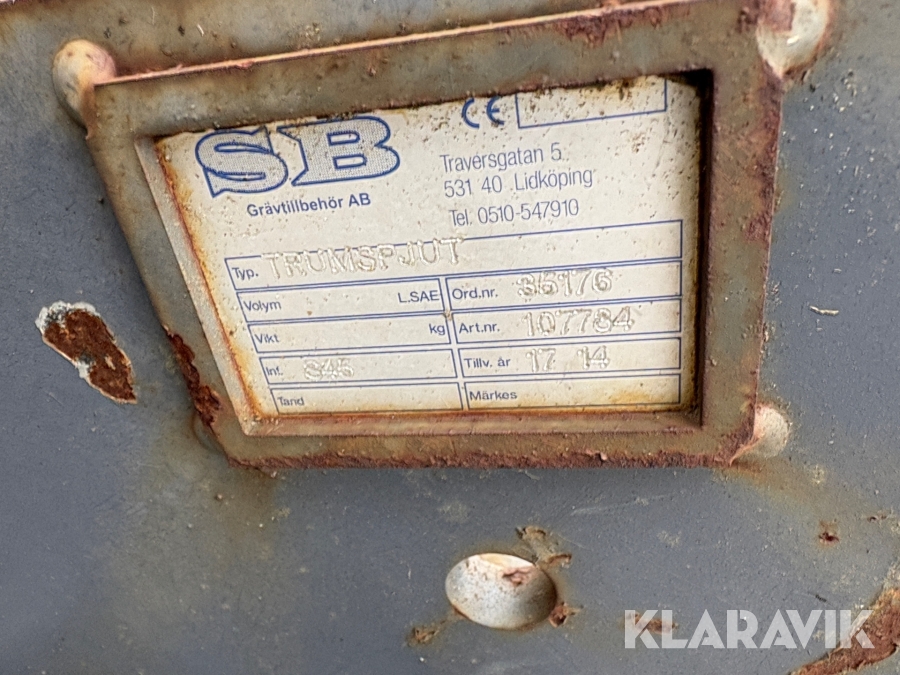 SB CE
Grävtillbehör AB
Traversgatan 5
531 40 Lidköping
Tel. 0510-547910
Typ. TRUMSPJUT
Volym L.SAE Ord.nr. 36176
Vikt kg Art.nr. 107784
Inf. S45 Tillv. år 17 14
Tand Märkes
KLARAVIK